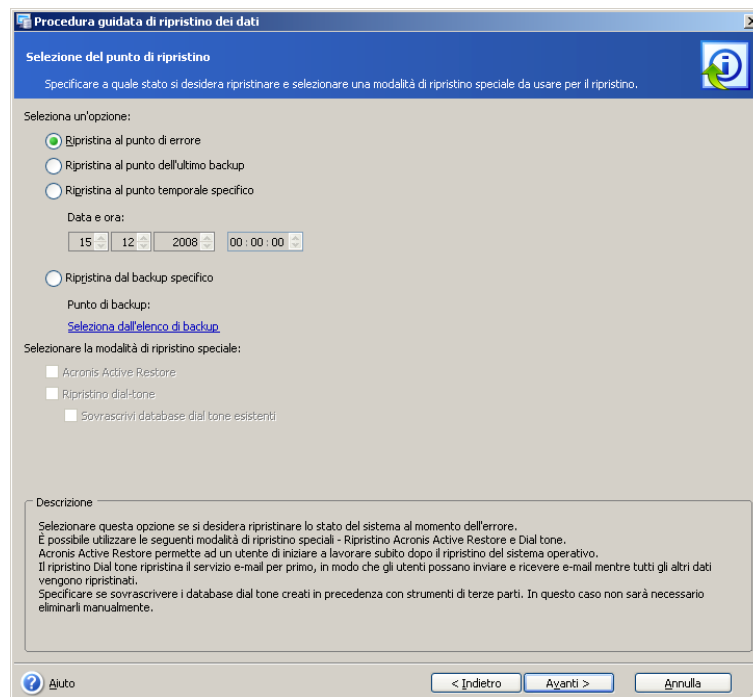 Procedura guidata di ripristino dei dati
Selezione del punto di ripristino
Specificare a quale stato si desidera ripristinare e selezionare una modalità di ripristino speciale da usare per il ripristino.
Seleziona un'opzione:
Ripristina al punto di errore
Ripristina al punto dell'ultimo backup
Ripristina al punto temporale specifico
Data e ora:
15 12 2008 00:00:00
Ripristina dal backup specifico
Punto di backup:
Seleziona dall'elenco di backup
Selezionare la modalità di ripristino speciale:
Acronis Active Restore
Ripristino dial-tone
Sovrascrivi database dial tone esistenti
Descrizione
Selezionare questa opzione se si desidera ripristinare lo stato del sistema al momento dell'errore.
È possibile utilizzare le seguenti modalità di ripristino speciali - Ripristino Acronis Active Restore e Dial tone.
Acronis Active Restore permette ad un utente di iniziare a lavorare subito dopo il ripristino del sistema operativo.
Il ripristino Dial tone ripristina il servizio e-mail per primo, in modo che gli utenti possano inviare e ricevere e-mail mentre tutti gli altri dati
vengono ripristinati.
Specificare se sovrascrivere i database dial tone creati in precedenza con strumenti di terze parti. In questo caso non sarà necessario
eliminarli manualmente.
Aiuto
< Indietro
Avanti >
Annulla